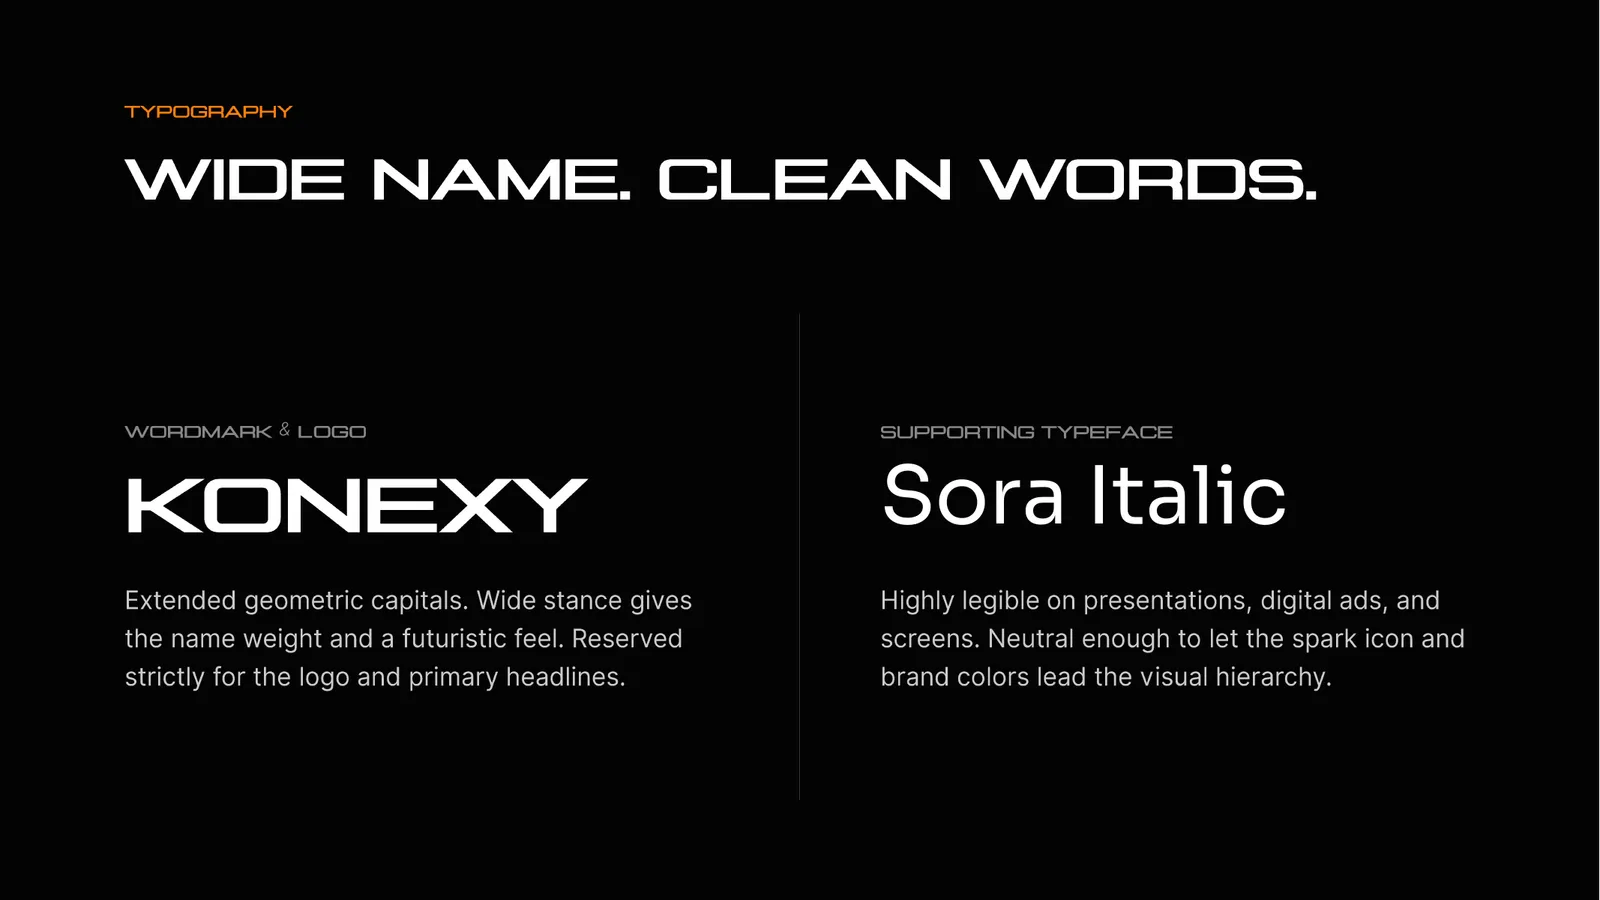 TYPOGRAPHY
WIDE NAME. CLEAN WORDS.
WORDMARK & LOGO
KONEXY
Extended geometric capitals. Wide stance gives
the name weight and a futuristic feel. Reserved
strictly for the logo and primary headlines.
SUPPORTING TYPEFACE
Sora Italic
Highly legible on presentations, digital ads, and
screens. Neutral enough to let the spark icon and
brand colors lead the visual hierarchy.